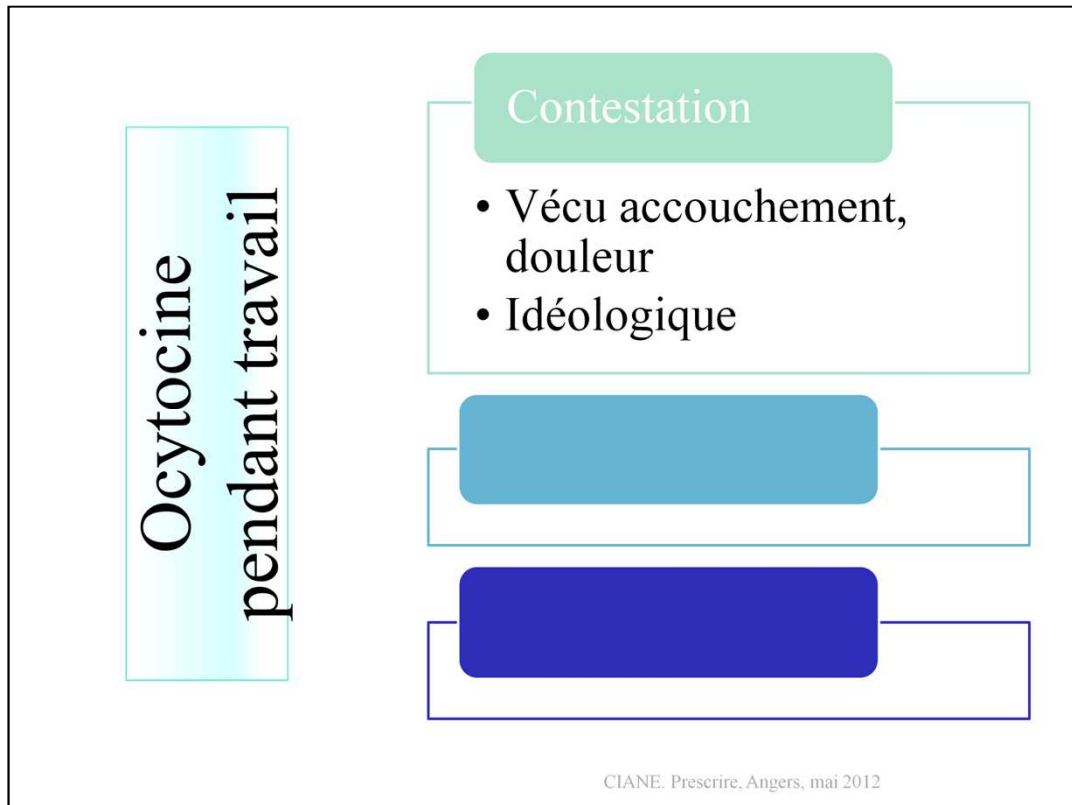 Ocytocine
pendant travail
Contestation
• Vécu accouchement,
douleur
• Idéologique
CIANE. Prescrire, Angers, mai 2012